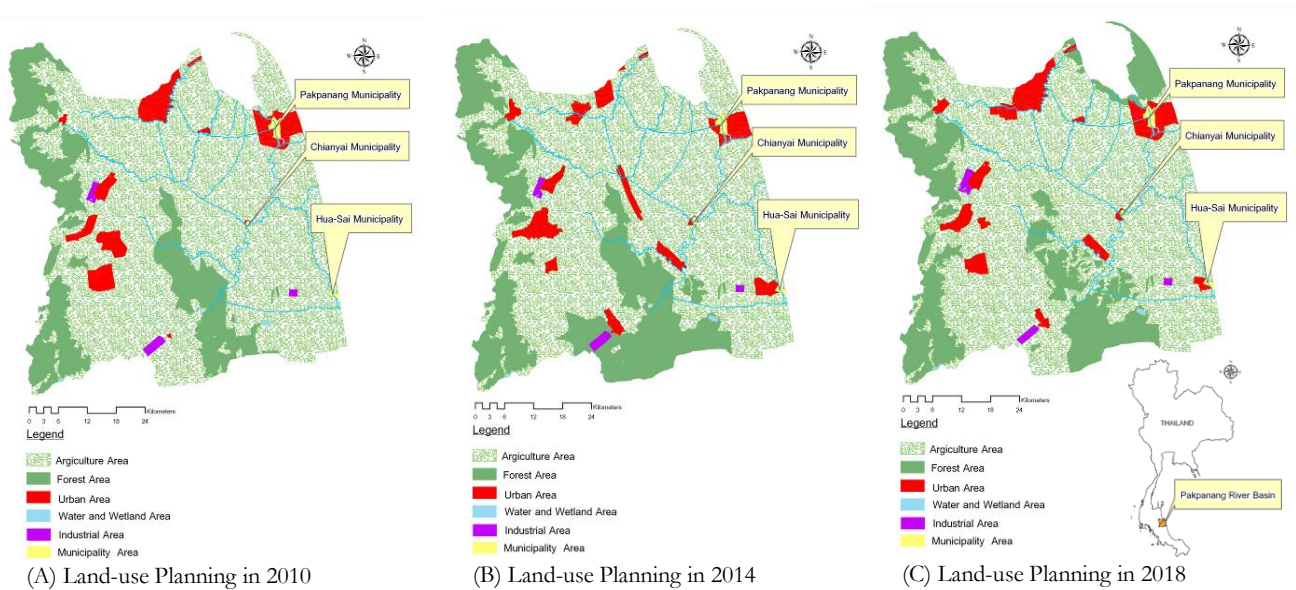 N
W E
S
Pakpanang Municipality
Chianyai Municipality
Hua-Sai Municipality
Kilometers
0 3 6 12 18 24
Legend
Argiculture Area
Forest Area
Urban Area
Water and Wetland Area
Industrial Area
Municipality Area
(A) Land-use Planning in 2010
N
W E
S
Pakpanang Municipality
Chianyai Municipality
Hua-Sai Municipality
Kilometers
0 3 6 12 18 24
Legend
Argiculture Area
Forest Area
Urban Area
Water and Wetland Area
Industrial Area
Municipality Area
(B) Land-use Planning in 2014
N
W E
S
Pakpanang Municipality
Chianyai Municipality
Hua-Sai Municipality
Kilometers
0 3 6 12 18 24
Legend
Argiculture Area
Forest Area
Urban Area
Water and Wetland Area
Industrial Area
Municipality Area
THAILAND
Pakpanang River Basin
(C) Land-use Planning in 2018